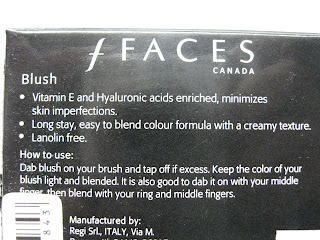 f FACES
CANADA
Blush
• Vitamin E and Hyaluronic acids enriched, minimizes
skin imperfections.
• Long stay, easy to blend colour formula with a creamy texture.
• Lanolin free.
How to use:
Dab blush on your brush and tap off if excess. Keep the color of your
blush light and blended. It is also good to dab it on with your middle
finger, then blend with your ring and middle fingers.
Manufactured by:
Regi Srl., ITALY, Via M.
843